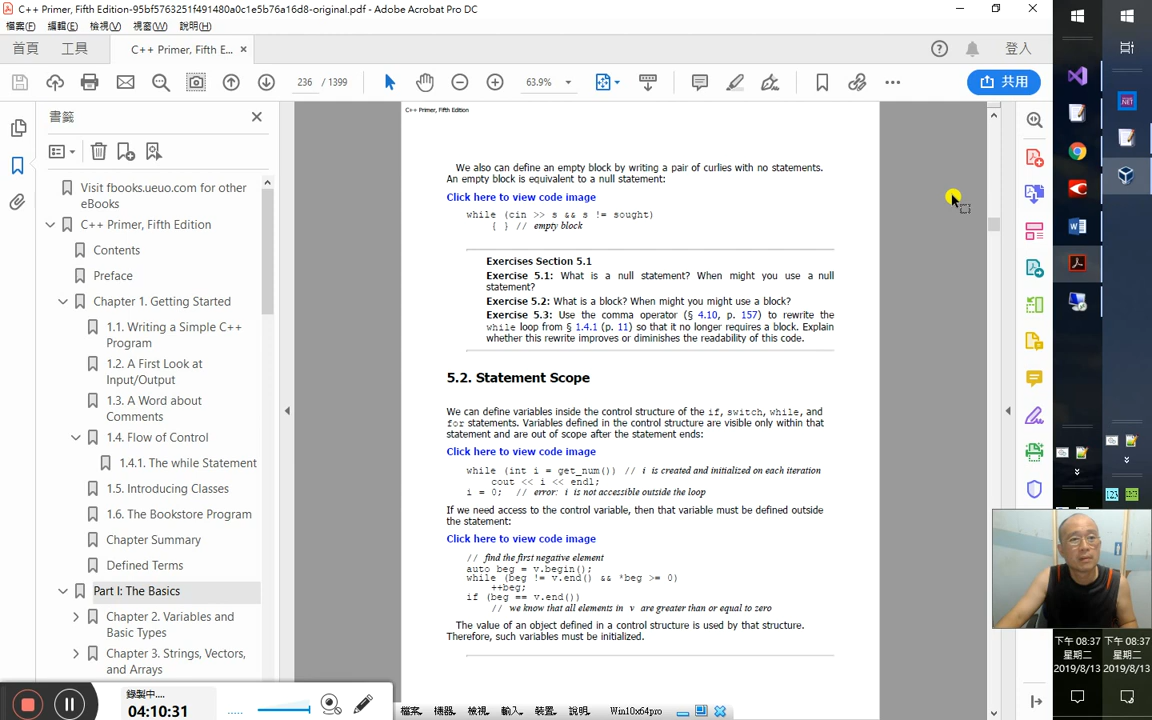 C++ Primer, Fifth Edition-95bf5763251f491480a0c1e5b76a16d8-original.pdf - Adobe Acrobat Pro DC
檔案(F) 編輯(E) 檢視(V) 視窗(W) 說明(H)
首頁 工具 C++ Primer, Fifth E... × 登入
236 / 1399 63.9% 共用
書籤
Visit fbooks.ueuo.com for other
eBooks
C++ Primer, Fifth Edition
Contents
Preface
Chapter 1. Getting Started
1.1. Writing a Simple C++
Program
1.2. A First Look at
Input/Output
1.3. A Word about
Comments
1.4. Flow of Control
1.4.1. The while Statement
1.5. Introducing Classes
1.6. The Bookstore Program
Chapter Summary
Defined Terms
Part I: The Basics
Chapter 2. Variables and
Basic Types
Chapter 3. Strings, Vectors,
and Arrays
C++ Primer, Fifth Edition
We also can define an empty block by writing a pair of curlies with no statements.
An empty block is equivalent to a null statement:
Click here to view code image
while (cin >> s && s != sought)
{ } // empty block
Exercises Section 5.1
Exercise 5.1: What is a null statement? When might you use a null
statement?
Exercise 5.2: What is a block? When might you might use a block?
Exercise 5.3: Use the comma operator (§ 4.10, p. 157) to rewrite the
while loop from § 1.4.1 (p. 11) so that it no longer requires a block. Explain
whether this rewrite improves or diminishes the readability of this code.
5.2. Statement Scope
We can define variables inside the control structure of the if, switch, while, and
for statements. Variables defined in the control structure are visible only within that
statement and are out of scope after the statement ends:
Click here to view code image
while (int i = get_num()) // i is created and initialized on each iteration
cout << i << endl;
i = 0; // error: i is not accessible outside the loop
If we need access to the control variable, then that variable must be defined outside
the statement:
Click here to view code image
// find the first negative element
auto beg = v.begin();
while (beg != v.end() && *beg >= 0)
++beg;
if (beg == v.end())
// we know that all elements in v are greater than or equal to zero
The value of an object defined in a control structure is used by that structure.
Therefore, such variables must be initialized.
錄製中....
04:10:31
檔案 機器 檢視 輸入 裝置 說明 Win10x64pro
下午 08:37 下午 08:37
星期二 星期二
2019/8/13 2019/8/13